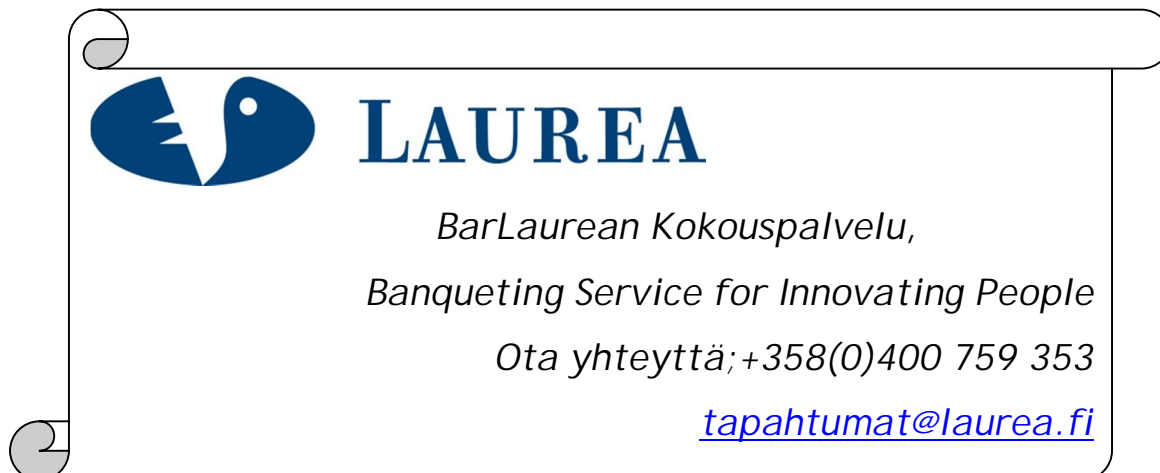 LAUREA
BarLaurean Kokouspalvelu,
Banqueting Service for Innovating People
Ota yhteyttä;+358(0)400 759 353
tapahtumat@laurea.fi